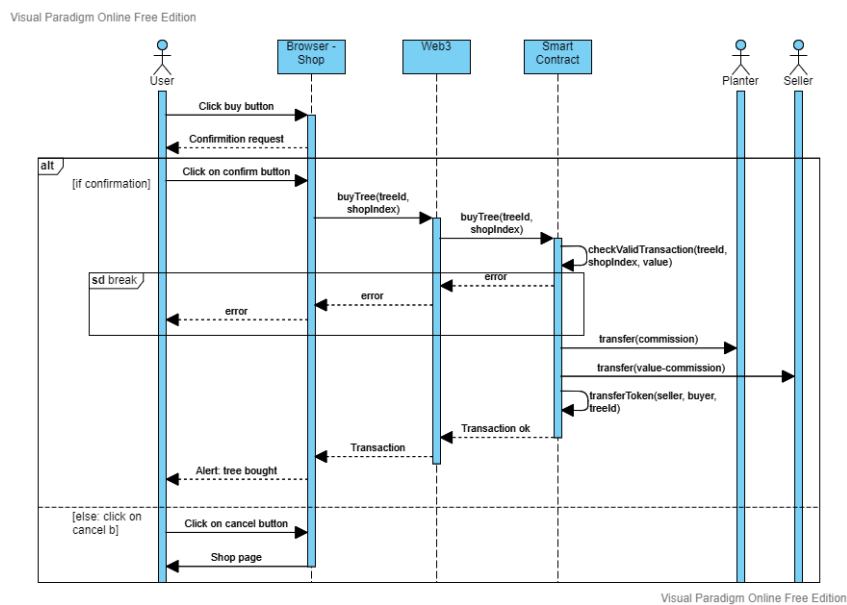 Visual Paradigm Online Free Edition
User
Browser -
Shop
Web3
Smart
Contract
Planter
Seller
Click buy button
Confirmition request
alt
[if confirmation]
Click on confirm button
buyTree(treeId,
shopIndex)
buyTree(treeId,
shopIndex)
checkValidTransaction(treeId,
shopIndex, value)
sd break
error
error
error
transfer(commission)
transfer(value-commission)
transferToken(seller, buyer,
treeId)
Transaction ok
Transaction
Alert: tree bought
[else: click on
cancel b]
Click on cancel button
Shop page
Visual Paradigm Online Free Edition